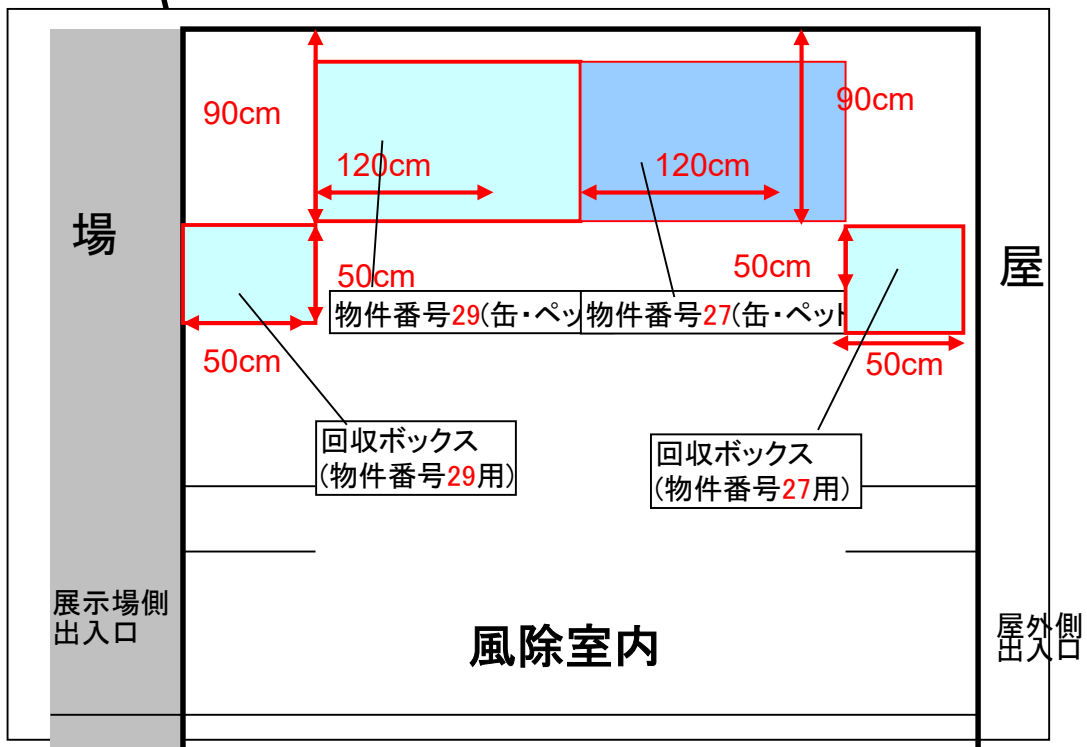 90cm
90cm
120cm
120cm
場
屋
50cm
50cm
物件番号29(缶・ペッ
物件番号27(缶・ペット
50cm
50cm
回収ボックス
(物件番号29用)
回収ボックス
(物件番号27用)
展示場側
出入口
風除室内
屋外側
出入口